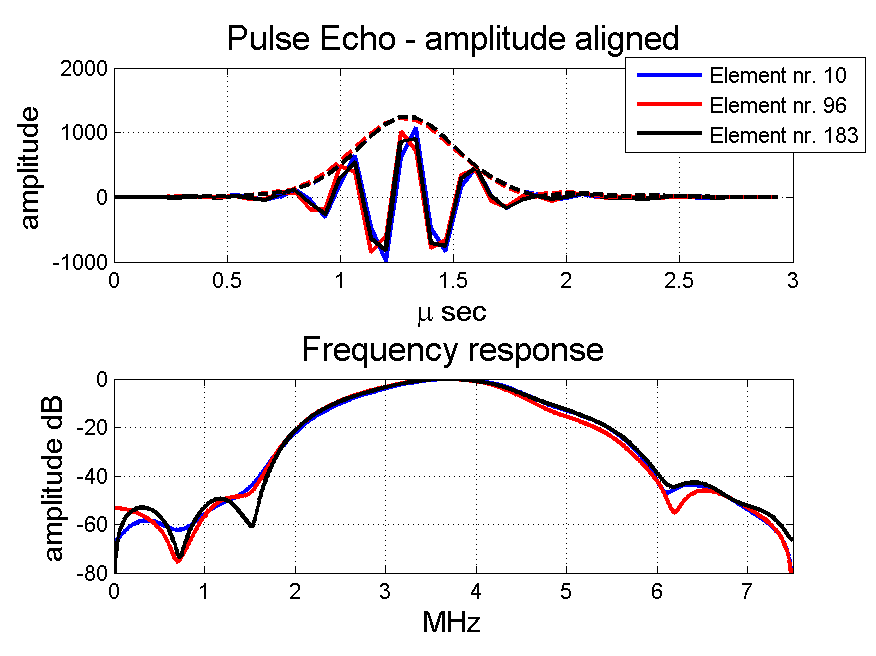 Pulse Echo - amplitude aligned
Element nr. 10
Element nr. 96
Element nr. 183
amplitude
2000
1000
0
-1000
0 0.5 1 1.5 2 2.5 3
μ sec
Frequency response
amplitude dB
0
-20
-40
-60
-80
0 1 2 3 4 5 6 7
MHz